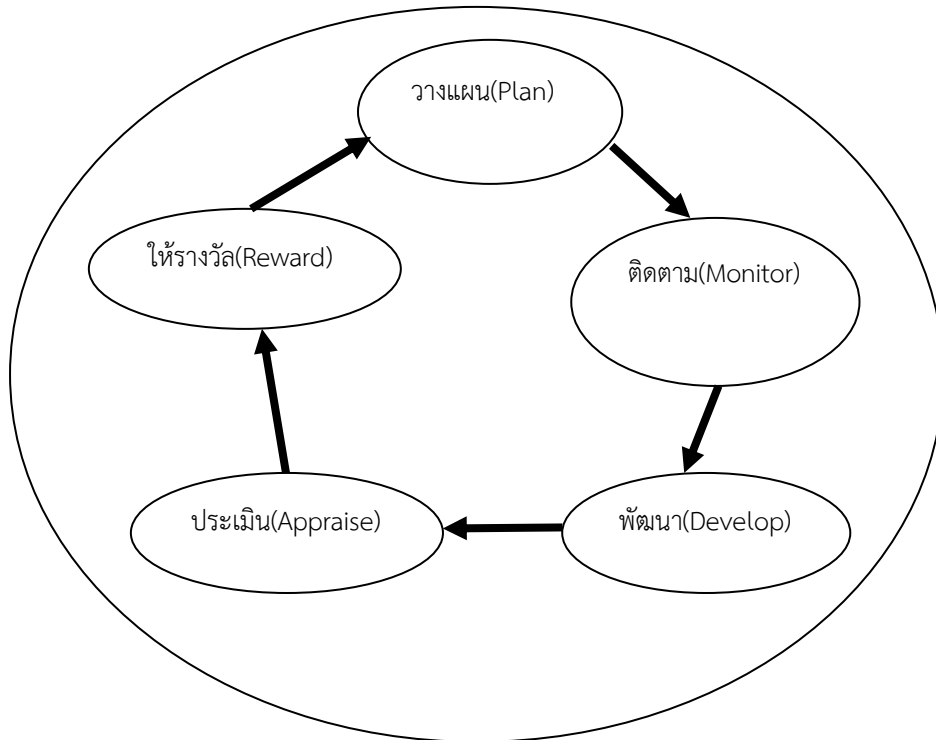 วางแผน(Plan)
ให้รางวัล(Reward)
ติดตาม(Monitor)
ประเมิน(Appraise)
พัฒนา(Develop)